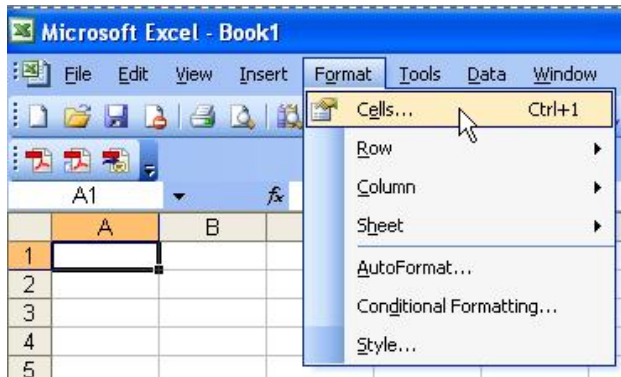 Microsoft Excel - Book1
File Edit View Insert Format Tools Data Window
Cells... Ctrl+1
Row
Column
Sheet
AutoFormat...
Conditional Formatting...
Style...
A1 fx
A B
1
2
3
4
5